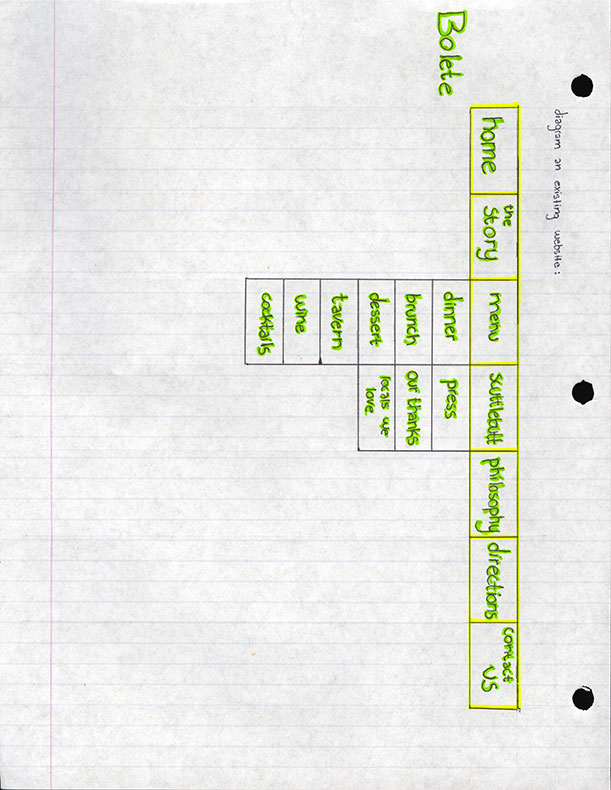 diagram an existing website:
Bolete
home
the
story
menu
scuttlebutt
philosophy
directions
contact
us
dinner
press
brunch
our thanks
dessert
locals we
love
tavern
wine
cocktails